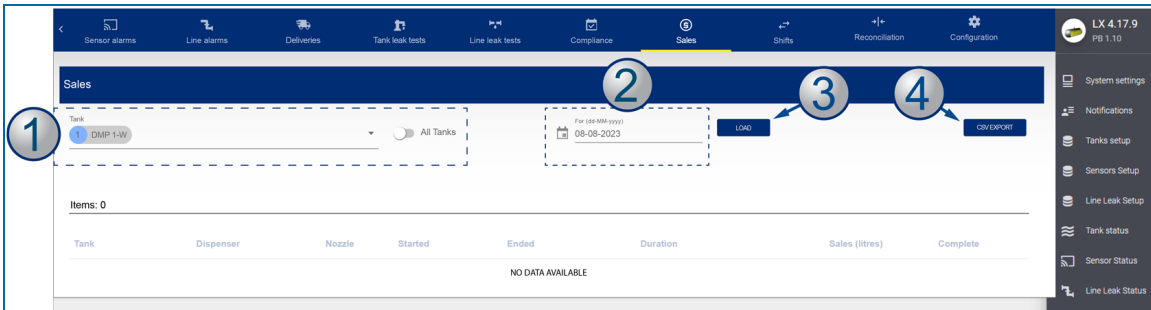 Sensor alarms
Line alarms
Deliveries
Tank leak tests
Line leak tests
Compliance
Sales
Shifts
Reconciliation
Configuration
LX 4.17.9
PB 1.10
Sales
1
2
3
4
Tank
1 DMP 1-W
All Tanks
For (dd-MM-yyyy)
08-08-2023
LOAD
CSV EXPORT
Items: 0
Tank Dispenser Nozzle Started Ended Duration Sales (litres) Complete
NO DATA AVAILABLE
System settings
Notifications
Tanks setup
Sensors Setup
Line Leak Setup
Tank status
Sensor Status
Line Leak Status